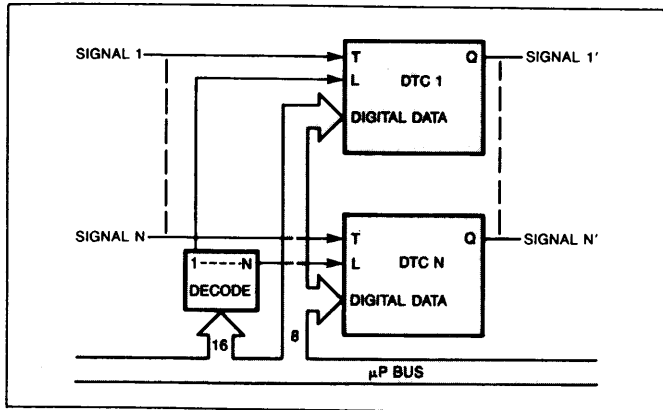 SIGNAL 1
T
Q
SIGNAL 1′
L
DTC 1
DIGITAL DATA
SIGNAL N
T
Q
SIGNAL N′
1-----N
L
DTC N
DECODE
DIGITAL DATA
16
8
µP BUS